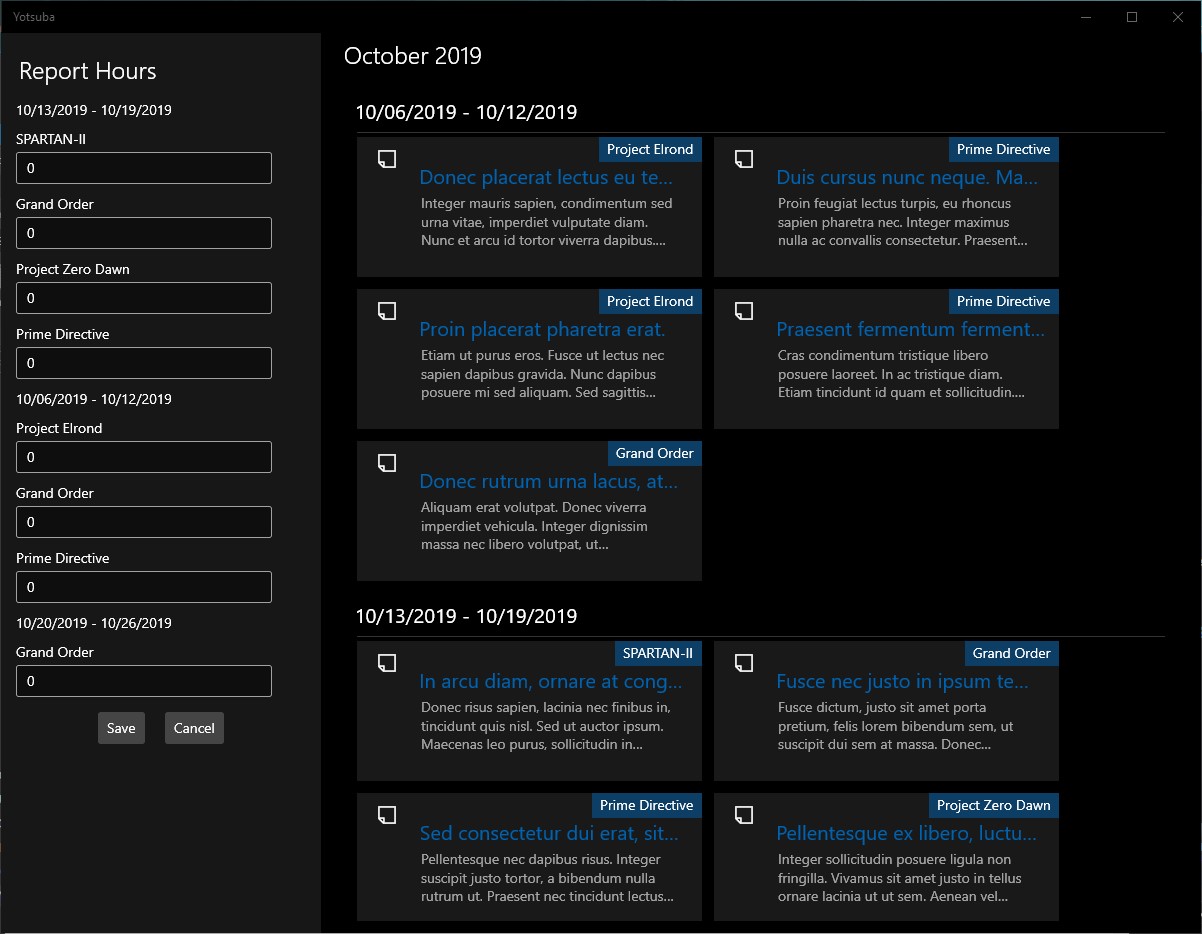 Yotsuba
Report Hours
10/13/2019 - 10/19/2019
SPARTAN-II
0
Grand Order
0
Project Zero Dawn
0
Prime Directive
0
10/06/2019 - 10/12/2019
Project Elrond
0
Grand Order
0
Prime Directive
0
10/20/2019 - 10/26/2019
Grand Order
0
Save
Cancel
October 2019
10/06/2019 - 10/12/2019
Project Elrond
Donec placerat lectus eu te...
Integer mauris sapien, condimentum sed
urna vitae, imperdiet vulputate diam.
Nunc et arcu id tortor viverra dapibus....
Prime Directive
Duis cursus nunc neque. Ma...
Proin feugiat lectus turpis, eu rhoncus
sapien pharetra nec. Integer maximus
nulla ac convallis consectetur. Praesent...
Project Elrond
Proin placerat pharetra erat.
Etiam ut purus eros. Fusce ut lectus nec
sapien dapibus gravida. Nunc dapibus
posuere mi sed aliquam. Sed sagittis...
Prime Directive
Praesent fermentum ferment...
Cras condimentum tristique libero
posuere laoreet. In ac tristique diam.
Etiam tincidunt id quam et sollicitudin....
Grand Order
Donec rutrum urna lacus, at...
Aliquam erat volutpat. Donec viverra
imperdiet vehicula. Integer dignissim
massa nec libero volutpat, ut...
10/13/2019 - 10/19/2019
SPARTAN-II
In arcu diam, ornare at cong...
Donec risus sapien, lacinia nec finibus in,
tincidunt quis nisl. Sed ut auctor ipsum.
Maecenas leo purus, sollicitudin in...
Grand Order
Fusce nec justo in ipsum te...
Fusce dictum, justo sit amet porta
pretium, felis lorem bibendum sem, ut
suscipit dui sem at massa. Donec...
Prime Directive
Sed consectetur dui erat, sit...
Pellentesque nec dapibus risus. Integer
suscipit justo tortor, a bibendum nulla
rutrum ut. Praesent nec tincidunt lectus...
Project Zero Dawn
Pellentesque ex libero, luctu...
Integer sollicitudin posuere ligula non
fringilla. Vivamus sit amet justo in tellus
ornare lacinia ut ut sem. Aenean vel...